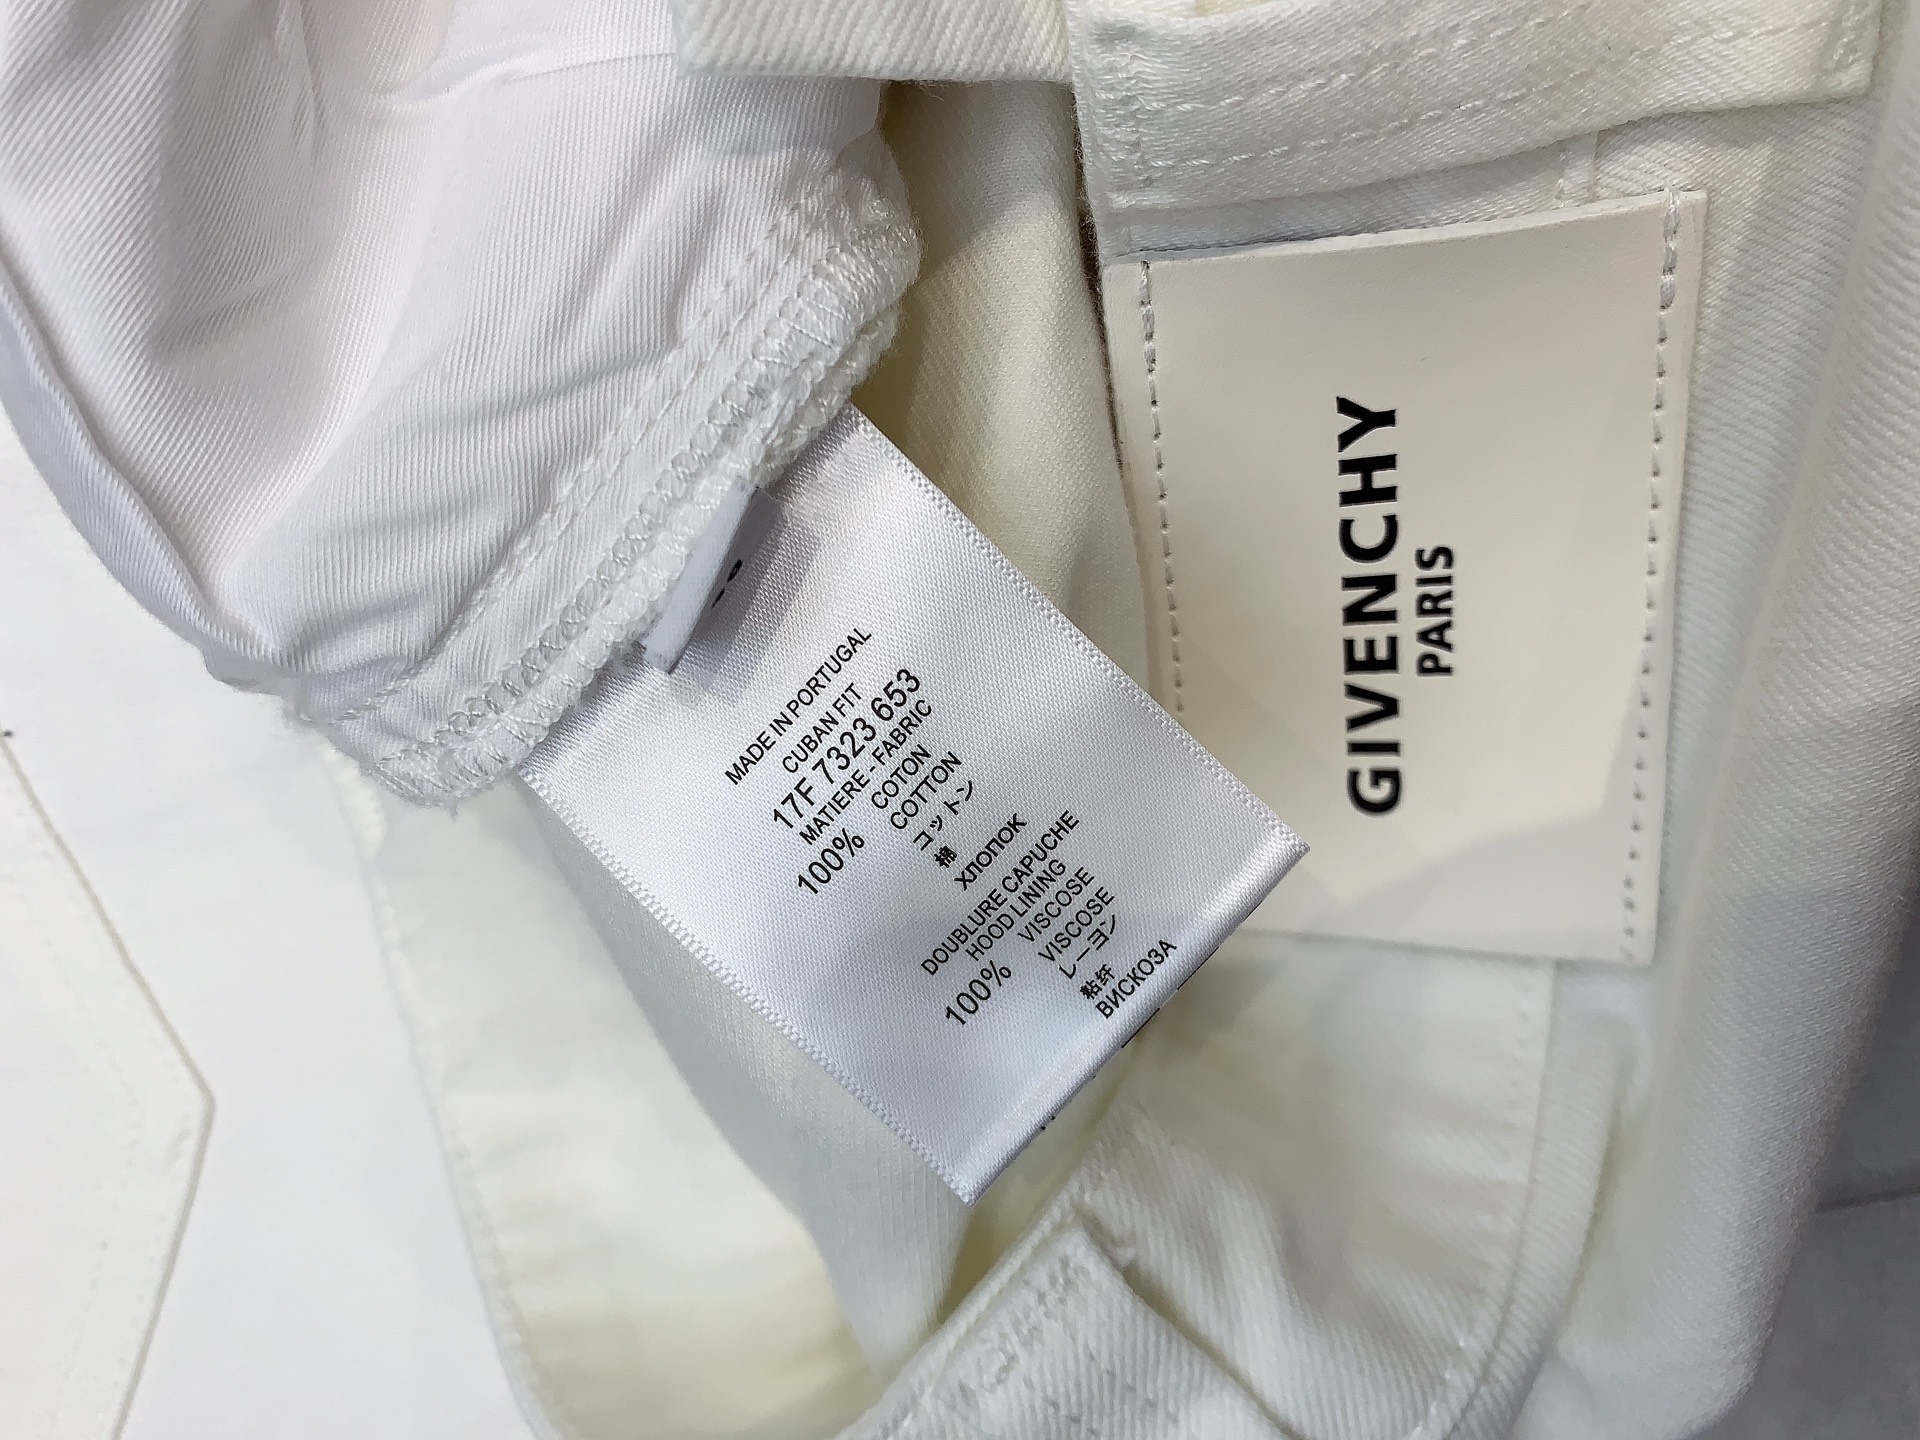 GIVENCHY
PARIS
MADE IN PORTUGAL
CUBAN FIT
17F 7323 653
MATIERE - FABRIC
100% COTON
COTTON
コットン
棉
хлопок
DOUBLURE CAPUCHE
HOOD LINING
100% VISCOSE
VISCOSE
レーヨン
粘纤
ВИСКОЗА